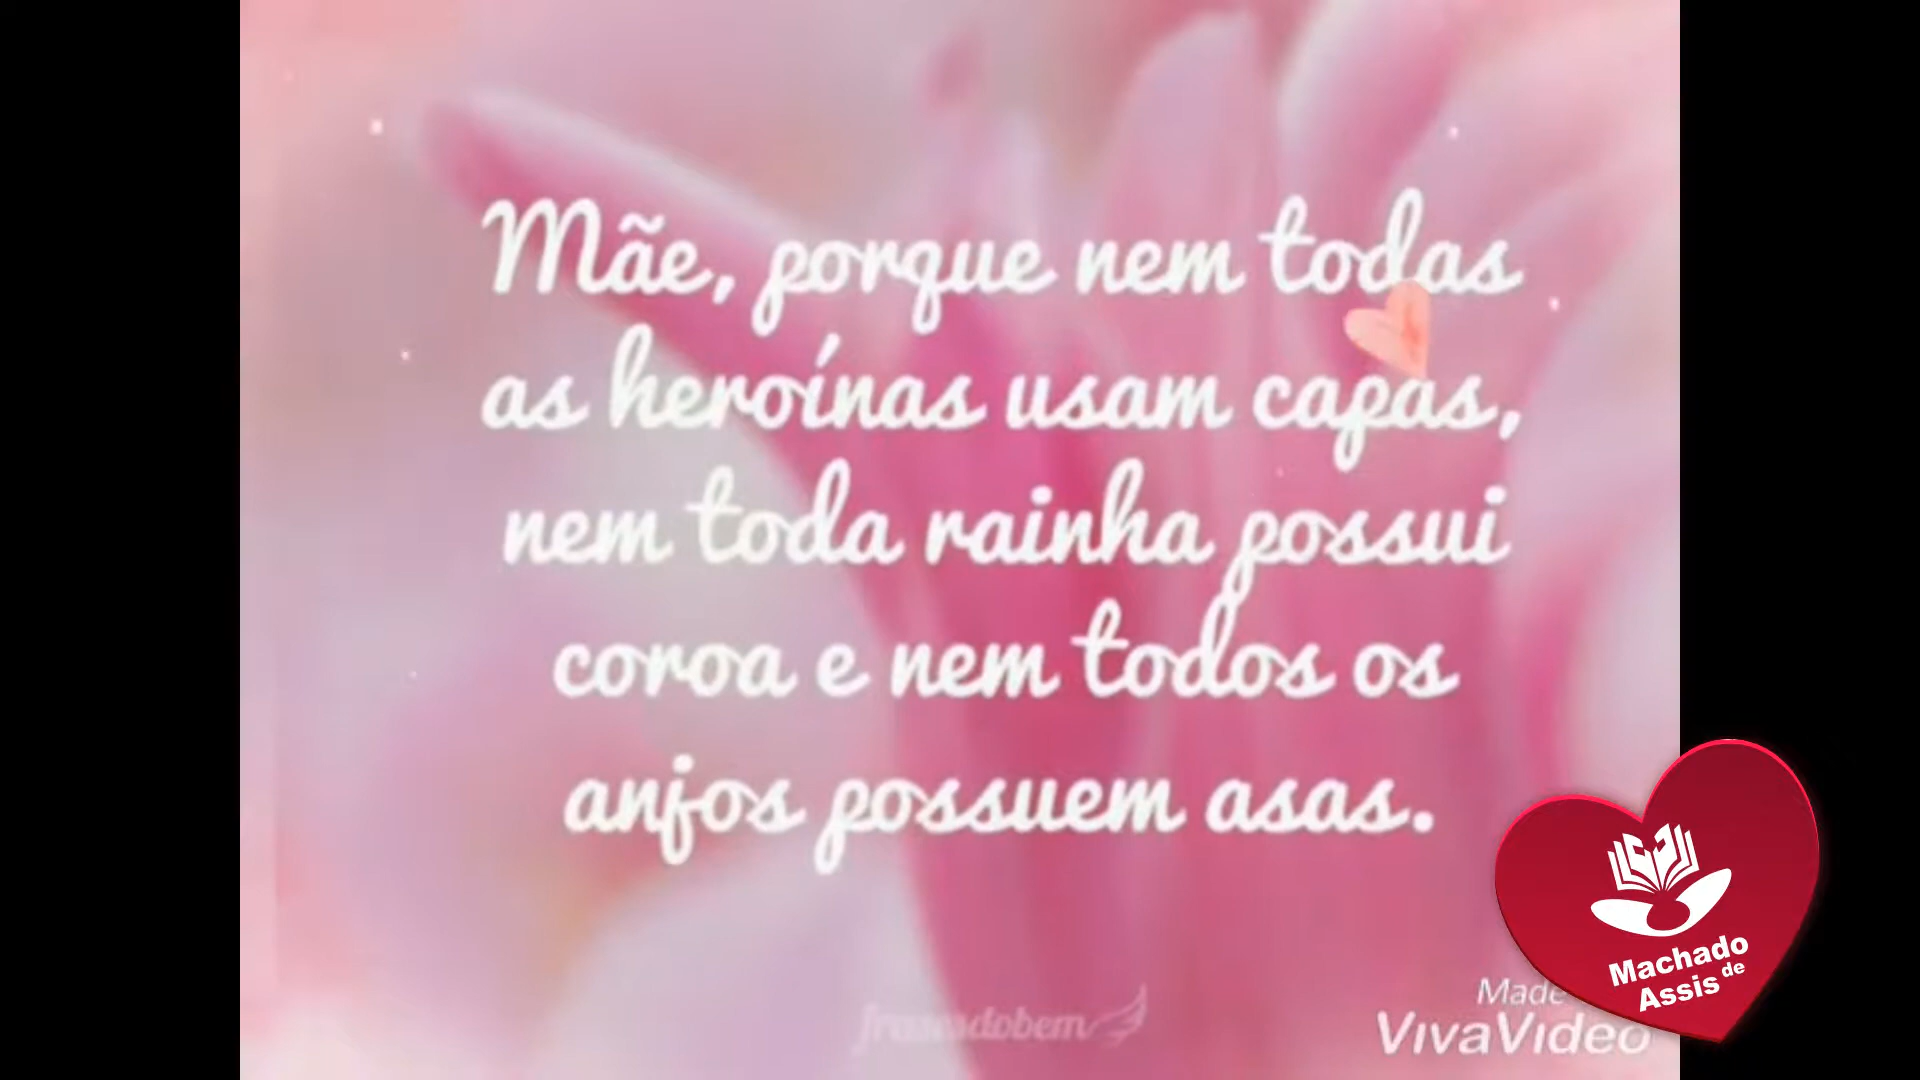 Mãe, porque nem todas
as heroínas usam capas,
nem toda rainha possui
coroa e nem todos os
anjos possuem asas.
Machado
de
Assis
Made
VivaVideo
frasesdobem